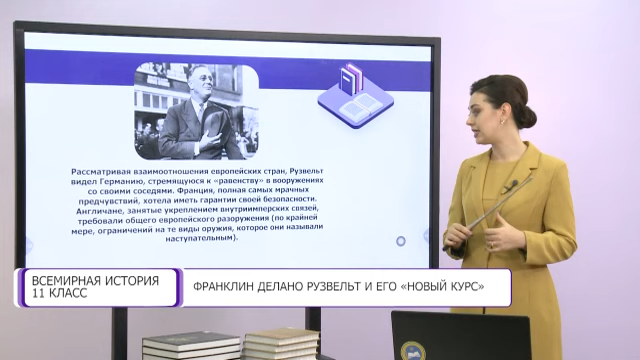 Рассматривая взаимоотношения европейских стран, Рузвельт
видел Германию, стремящуюся к «равенству» в вооружениях
со своими соседями. Франция, полная самых мрачных
предчувствий, хотела иметь гарантии своей безопасности.
Англичане, занятые укреплением внутриимперских связей,
требовали общего европейского разоружения (по крайней
мере, ограничений на те виды оружия, которое они называли
наступательным).
ВСЕМИРНАЯ ИСТОРИЯ
11 КЛАСС
ФРАНКЛИН ДЕЛАНО РУЗВЕЛЬТ И ЕГО «НОВЫЙ КУРС»